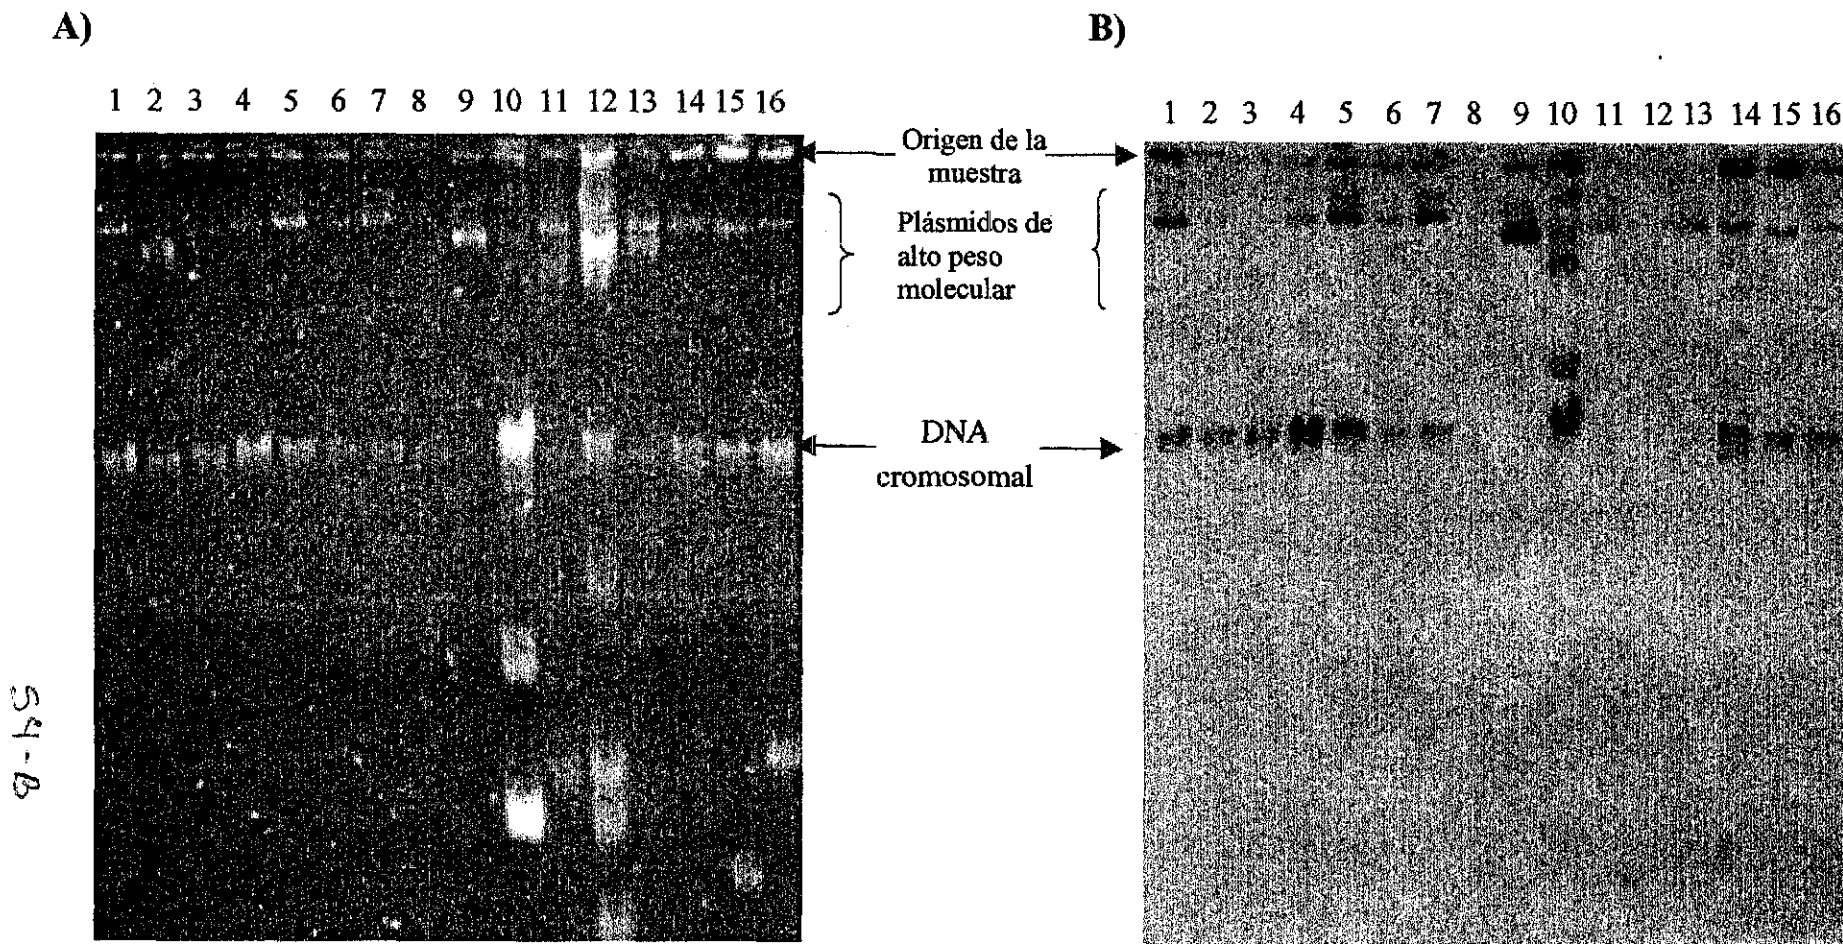 A)
B)
1 2 3 4 5 6 7 8 9 10 11 12 13 14 15 16
1 2 3 4 5 6 7 8 9 10 11 12 13 14 15 16
Origen de la
muestra
Plásmidos de
alto peso
molecular
DNA
cromosomal
54-B